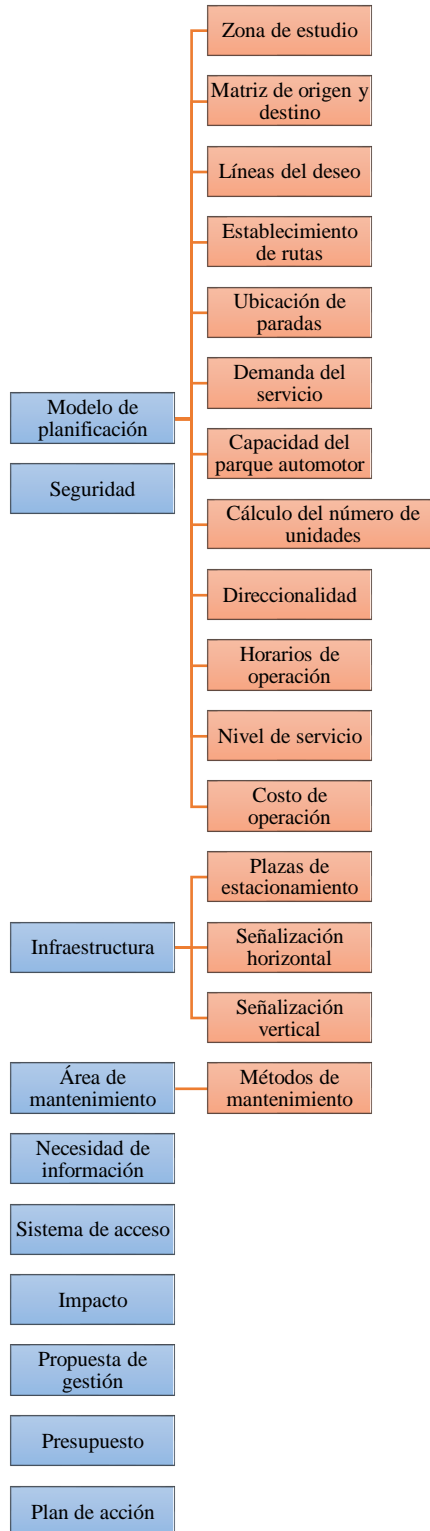 Zona de estudio
Matriz de origen y
destino
Líneas del deseo
Establecimiento
de rutas
Ubicación de
paradas
Demanda del
servicio
Modelo de
planificación
Capacidad del
parque automotor
Seguridad
Cálculo del número de
unidades
Direccionalidad
Horarios de
operación
Nivel de servicio
Costo de
operación
Plazas de
estacionamiento
Infraestructura
Señalización
horizontal
Señalización
vertical
Área de
mantenimiento
Métodos de
mantenimiento
Necesidad de
información
Sistema de acceso
Impacto
Propuesta de
gestión
Presupuesto
Plan de acción